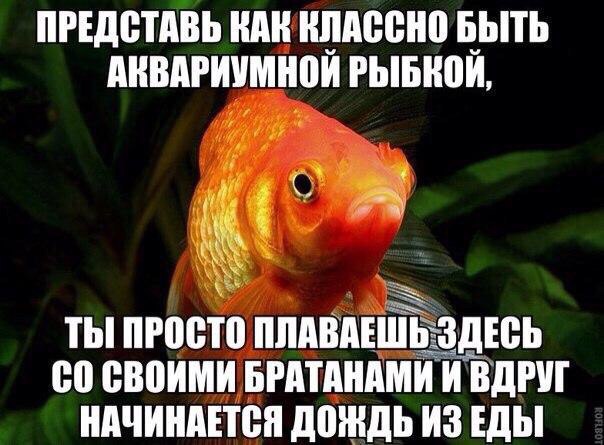 ПРЕДСТАВЬ КАК КЛАССНО БЫТЬ
АКВАРИУМНОЙ РЫБКОЙ,
ТЫ ПРОСТО ПЛАВАЕШЬ ЗДЕСЬ
СО СВОИМИ БРАТАНАМИ И ВДРУГ
НАЧИНАЕТСЯ ДОЖДЬ ИЗ ЕДЫ